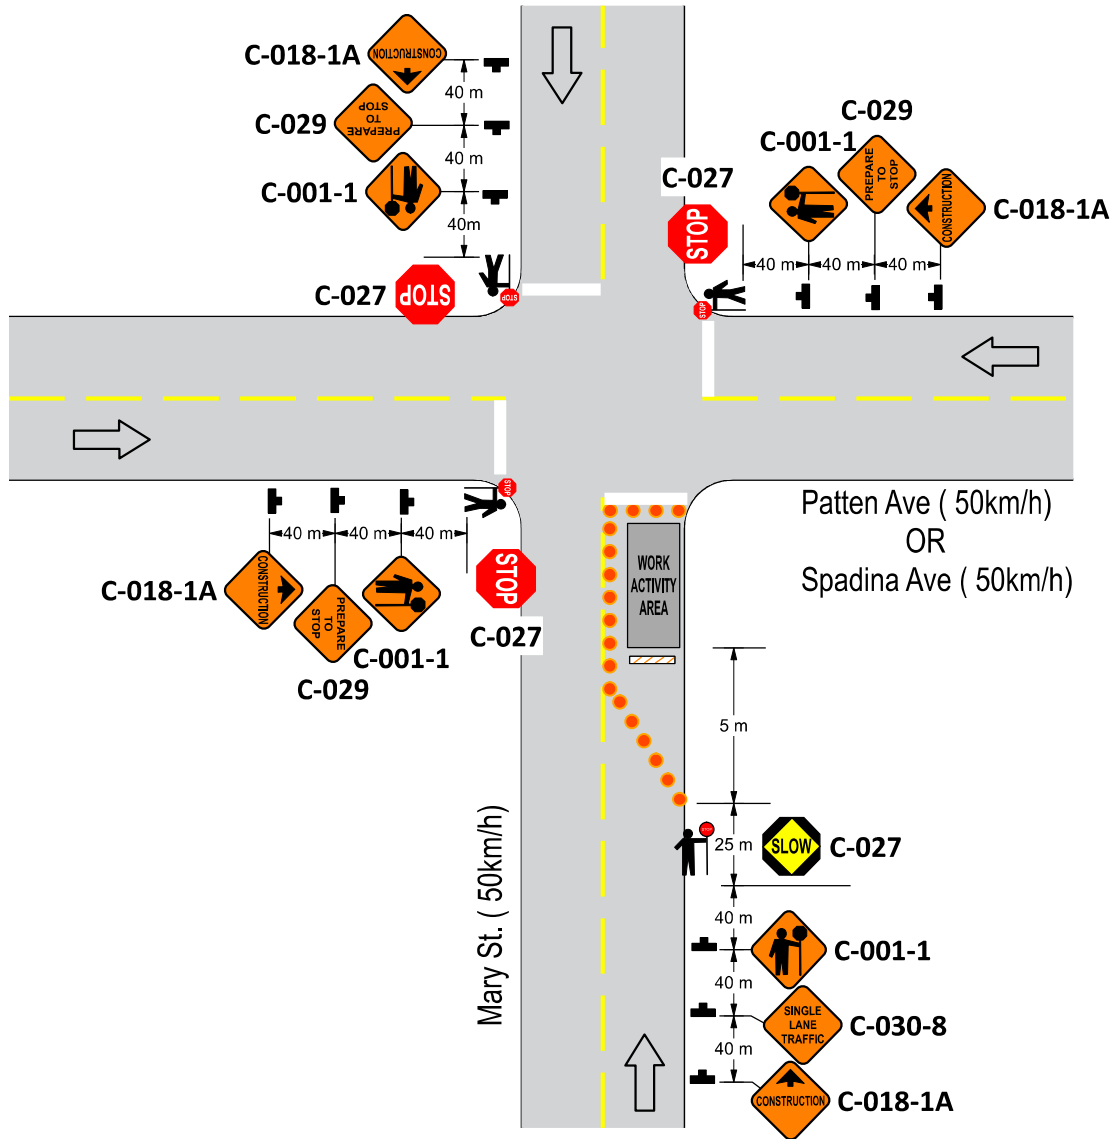 C-018-1A
CONSTRUCTION
40 m
C-029
PREPARE
TO
STOP
40 m
C-001-1
40m
C-027
STOP
STOP
C-027
STOP
STOP
C-001-1
C-029
PREPARE
TO
STOP
CONSTRUCTION
C-018-1A
40 m
40 m
40 m
STOP
40 m
40 m
40 m
C-018-1A
CONSTRUCTION
PREPARE
TO
STOP
C-029
C-001-1
STOP
C-027
WORK
ACTIVITY
AREA
Patten Ave ( 50km/h)
OR
Spadina Ave ( 50km/h)
5 m
Mary St. ( 50km/h)
STOP
25 m
SLOW
C-027
40 m
C-001-1
40 m
SINGLE
LANE
TRAFFIC
C-030-8
40 m
CONSTRUCTION
C-018-1A